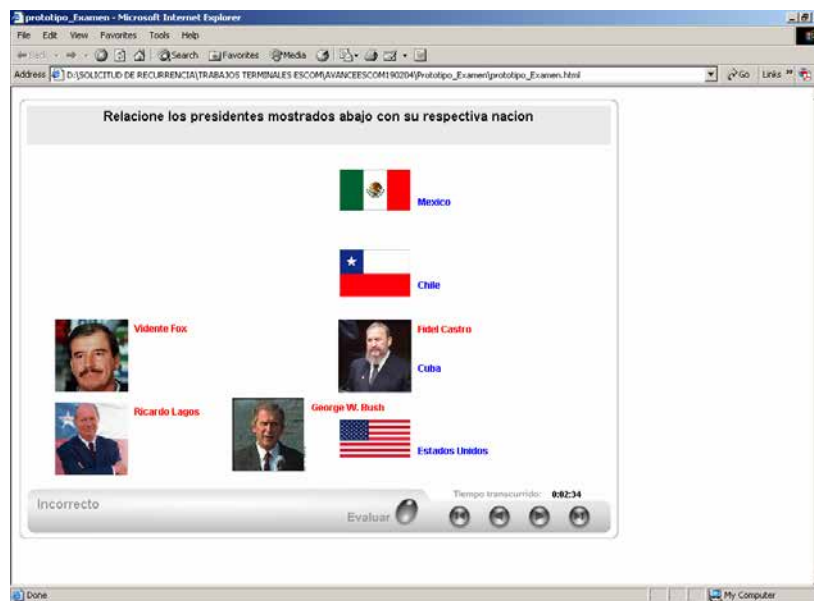 prototipo_Examen - Microsoft Internet Explorer
File Edit View Favorites Tools Help
Search Favorites Media
Address D:\SOLICITUD DE RECURRENCIA\TRABAJOS TERMINALES ESCOM\AVANCEESCOM190204\Prototipo_Examen\prototipo_Examen.html Go Links »
Relacione los presidentes mostrados abajo con su respectiva nacion
Mexico
Chile
Vidente Fox
Fidel Castro
Cuba
Ricardo Lagos
George W. Bush
Estados Unidos
Tiempo transcurrido: 0:02:34
Incorrecto
Evaluar
Done
My Computer